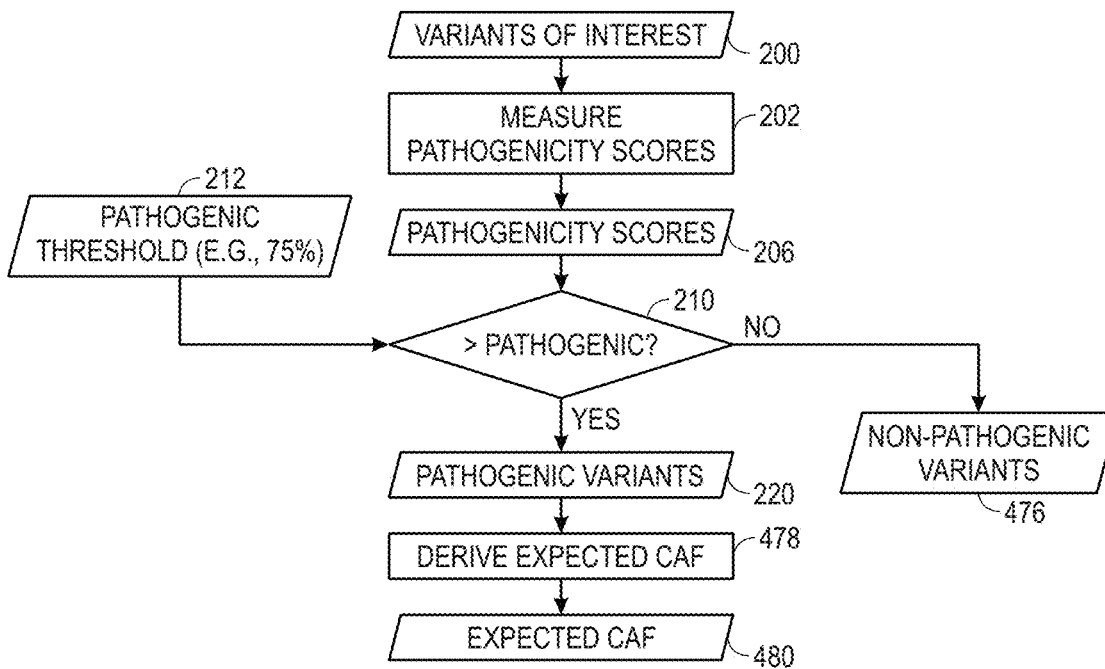 VARIANTS OF INTEREST
200
MEASURE
PATHOGENICITY SCORES
202
212
PATHOGENIC
THRESHOLD (E.G., 75%)
PATHOGENICITY SCORES
206
210
> PATHOGENIC?
NO
YES
NON-PATHOGENIC
VARIANTS
476
PATHOGENIC VARIANTS
220
DERIVE EXPECTED CAF
478
EXPECTED CAF
480